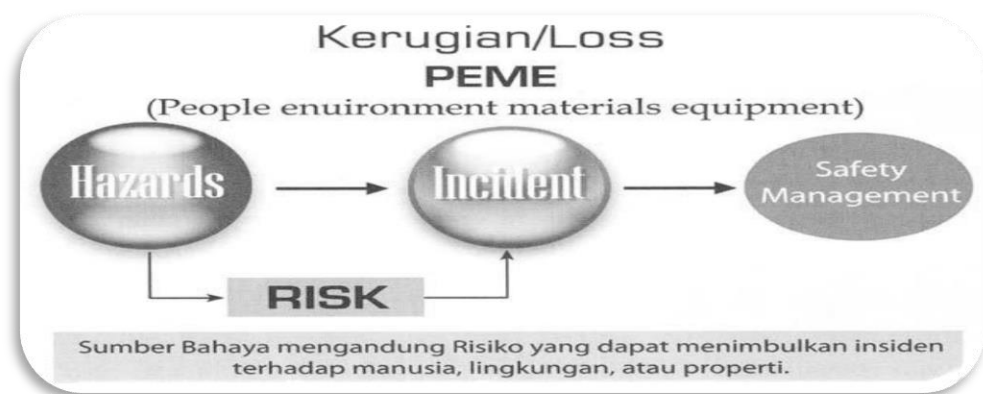 Kerugian/Loss
PEME
(People enuironment materials equipment)
Hazards
Incident
Safety
Management
RISK
Sumber Bahaya mengandung Risiko yang dapat menimbulkan insiden
terhadap manusia, lingkungan, atau properti.